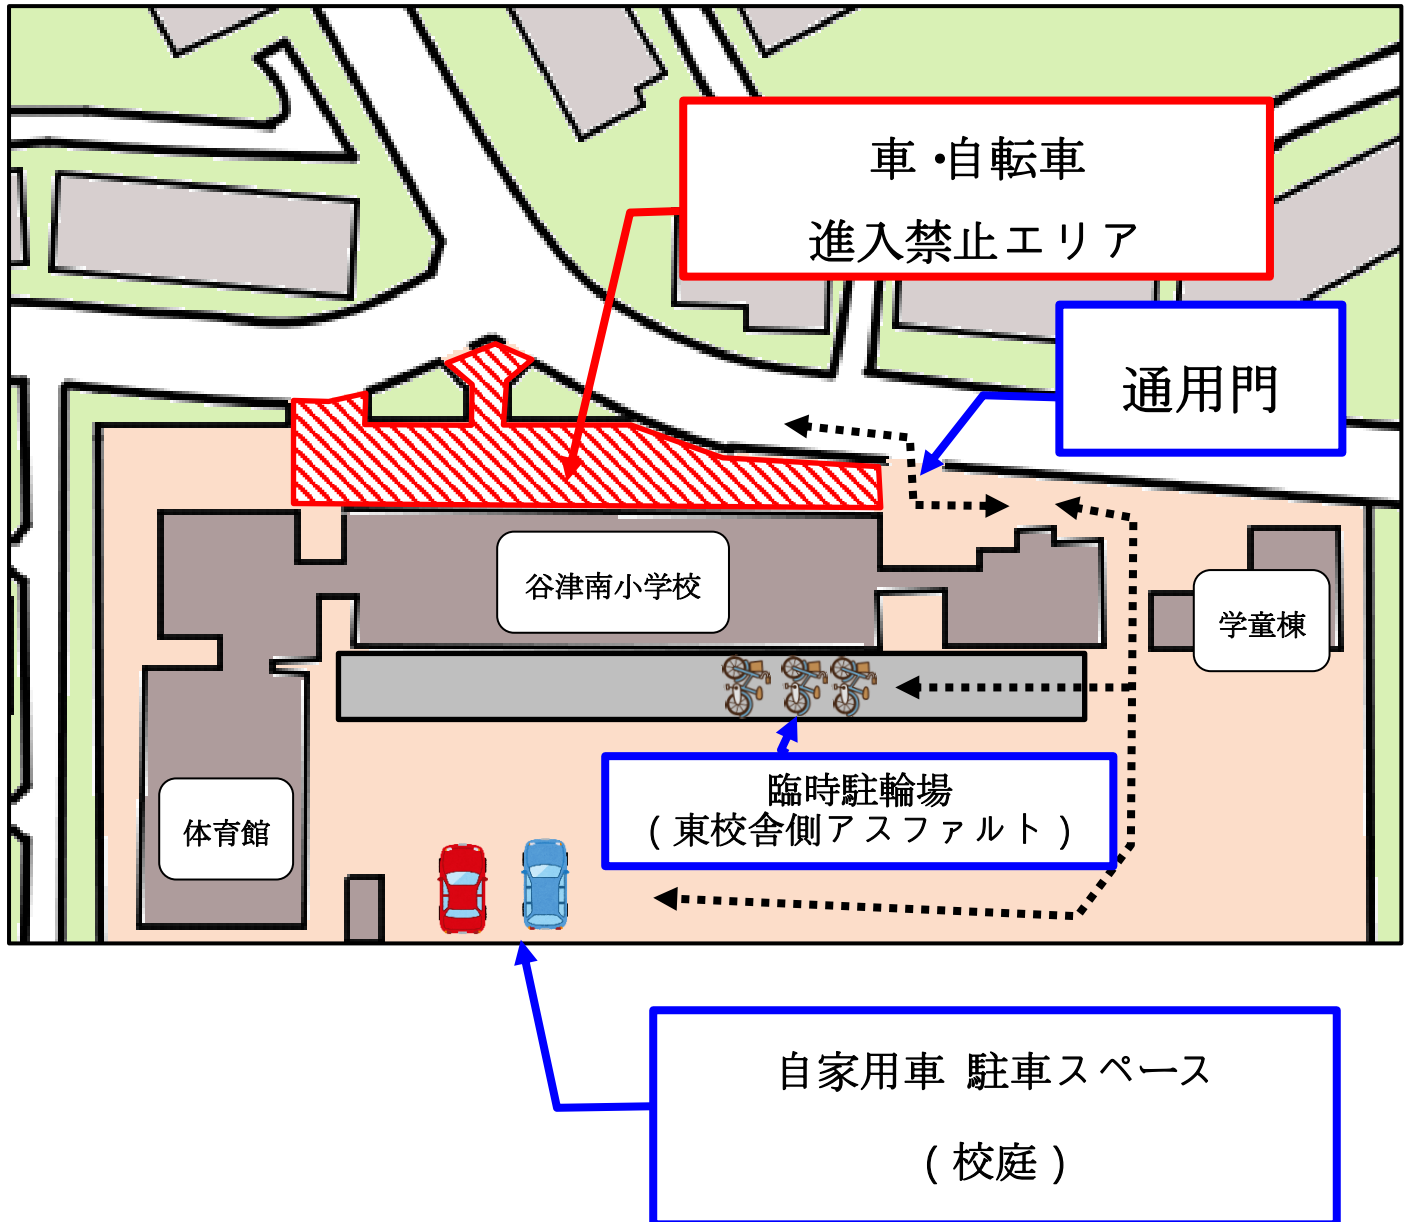 車・自転車
進入禁止エリア
通用門
谷津南小学校
学童棟
臨時駐輪場
(東校舎側アスファルト)
体育館
自家用車 駐車スペース
(校庭)